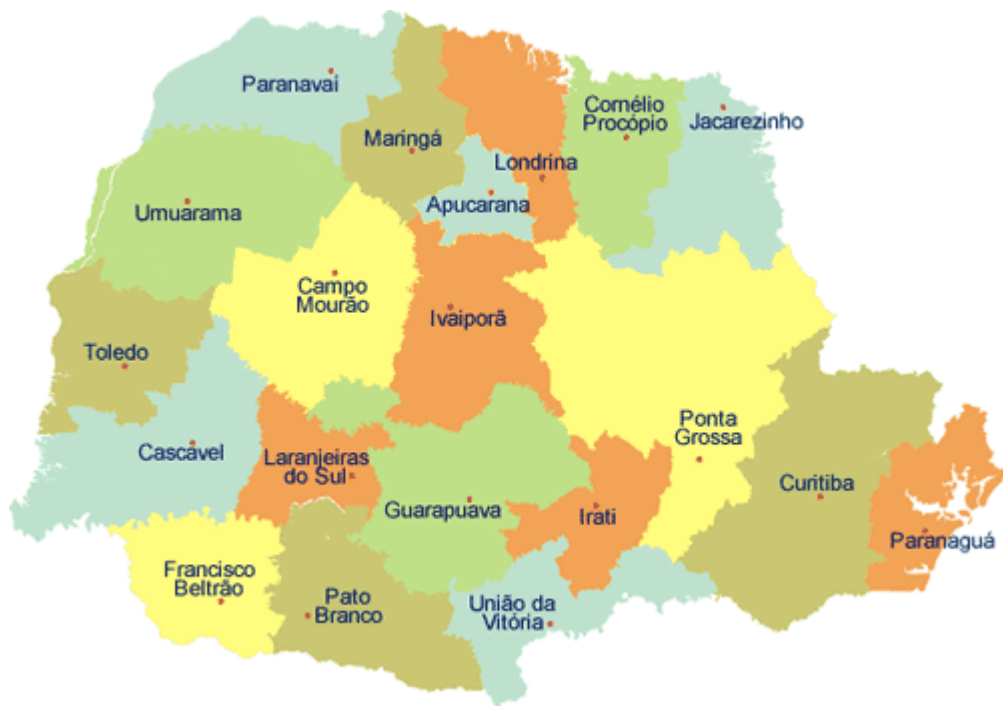 Paranavaí
Cornélio
Procópio
Jacarezinho
Maringá
Londrina
Apucarana
Umuarama
Campo
Mourão
Ivaiporã
Toledo
Ponta
Grossa
Cascável
Laranjeiras
do Sul
Curitiba
Guarapuava
Irati
Paranaguá
Francisco
Beltrão
Pato
Branco
União da
Vitória